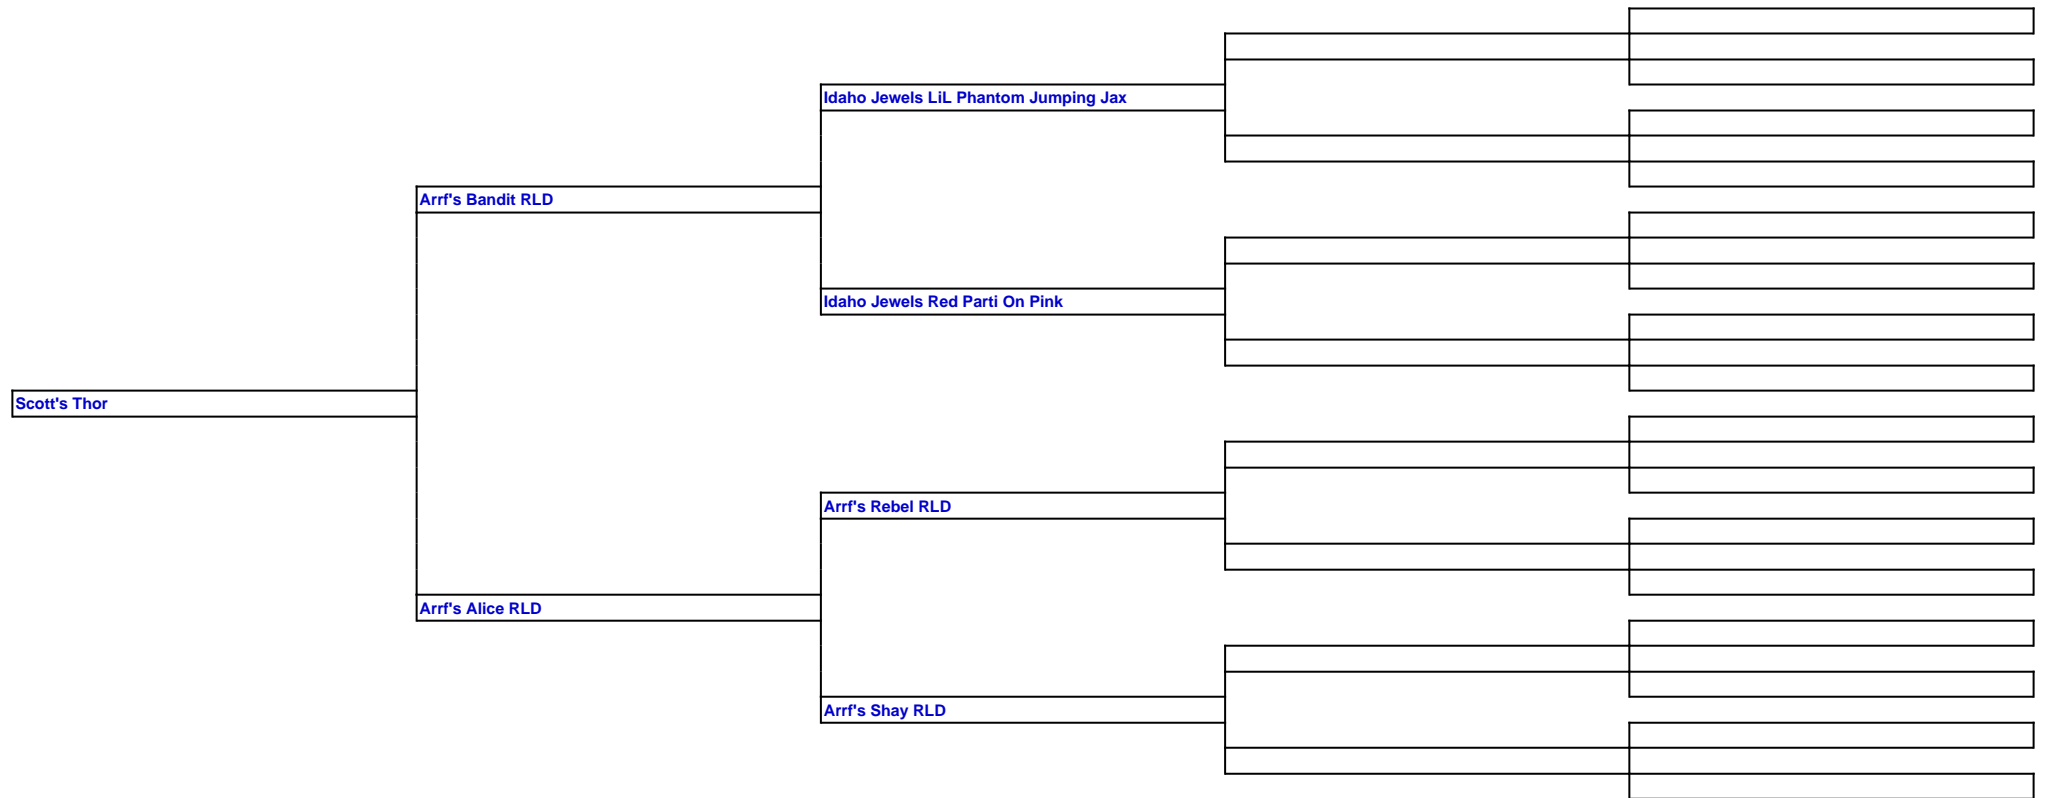 Idaho Jewels LiL Phantom Jumping Jax
Arrf's Bandit RLD
Idaho Jewels Red Parti On Pink
Scott's Thor
Arrf's Rebel RLD
Arrf's Alice RLD
Arrf's Shay RLD